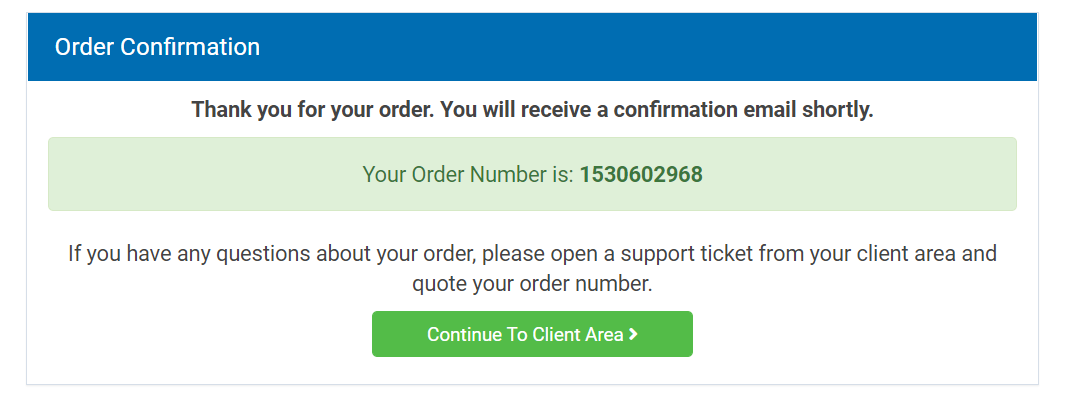 Order Confirmation
Thank you for your order. You will receive a confirmation email shortly.
Your Order Number is: 1530602968
If you have any questions about your order, please open a support ticket from your client area and
quote your order number.
Continue To Client Area